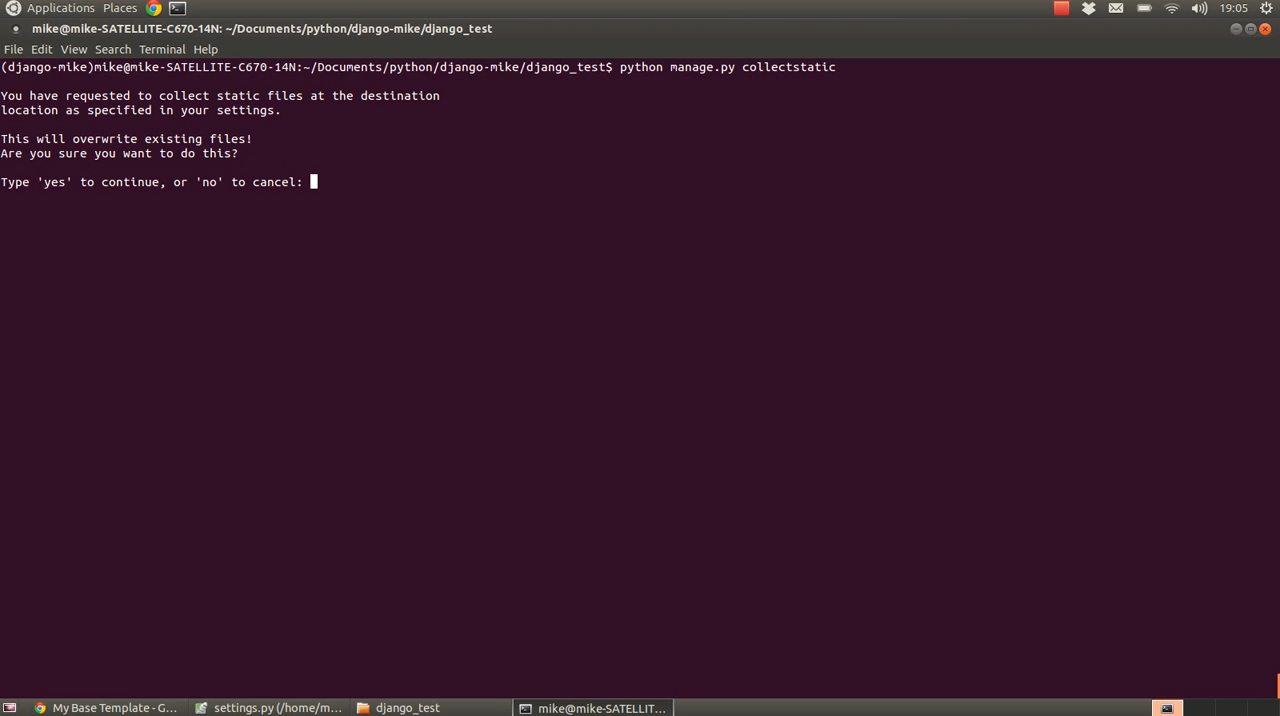 Applications Places 19:05
mike@mike-SATELLITE-C670-14N: ~/Documents/python/django-mike/django_test
File Edit View Search Terminal Help
(django-mike)mike@mike-SATELLITE-C670-14N:~/Documents/python/django-mike/django_test$ python manage.py collectstatic
You have requested to collect static files at the destination
location as specified in your settings.
This will overwrite existing files!
Are you sure you want to do this?
Type 'yes' to continue, or 'no' to cancel:
My Base Template - G... settings.py (/home/m... django_test mike@mike-SATELLIT...